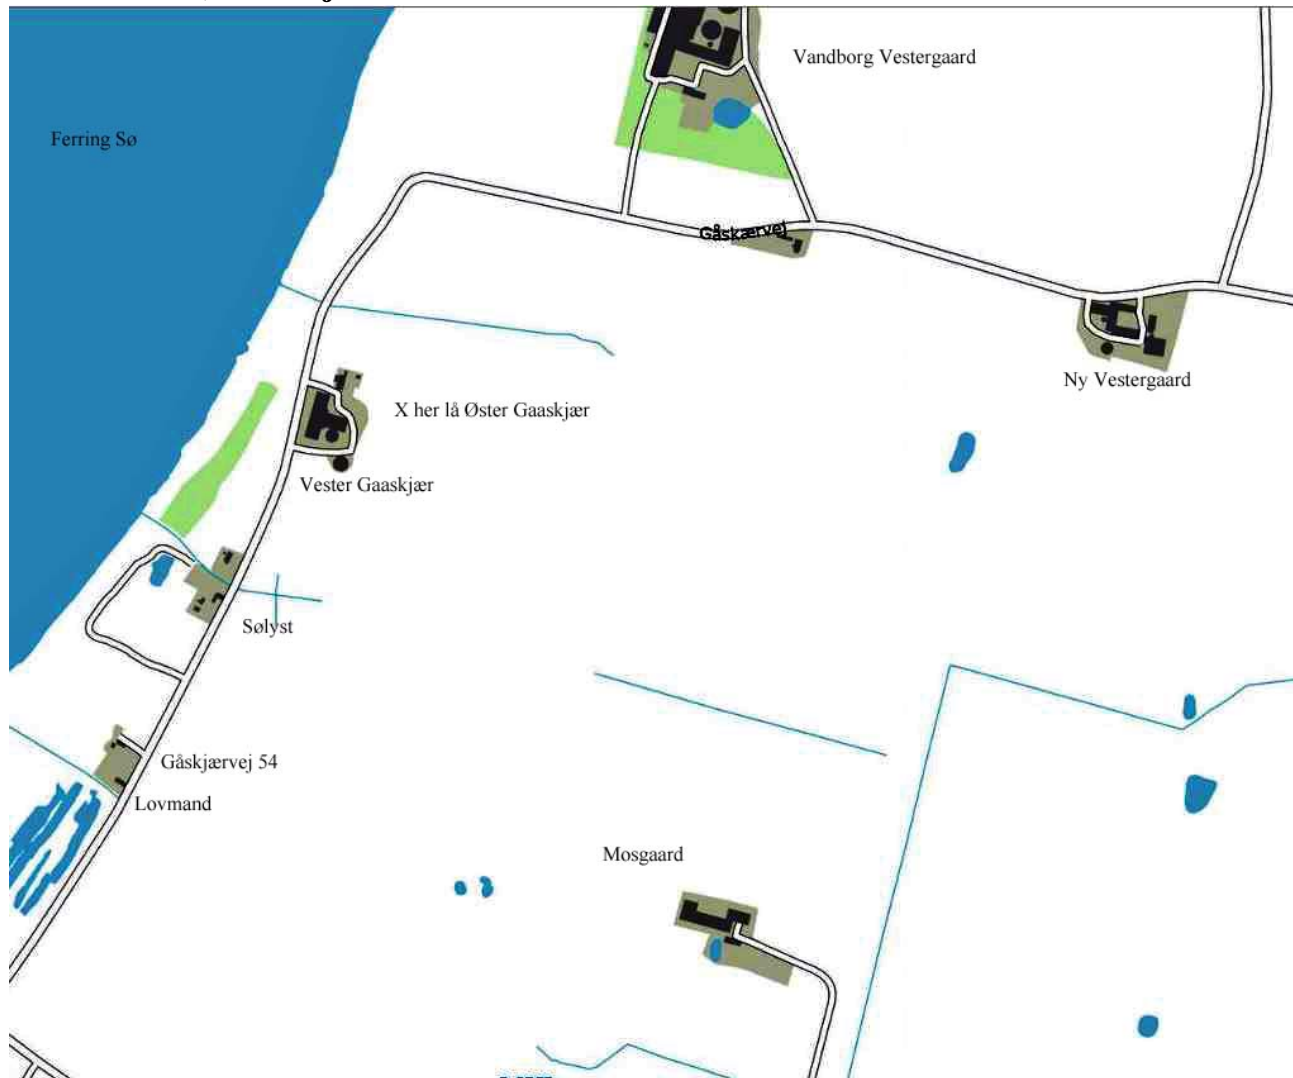 Vandborg Vestergaard
Ferring Sø
Gåskærvej
Ny Vestergaard
X her lå Øster Gaaskjær
Vester Gaaskjær
Sølyst
Gåskjærvej 54
Lovmand
Mosgaard